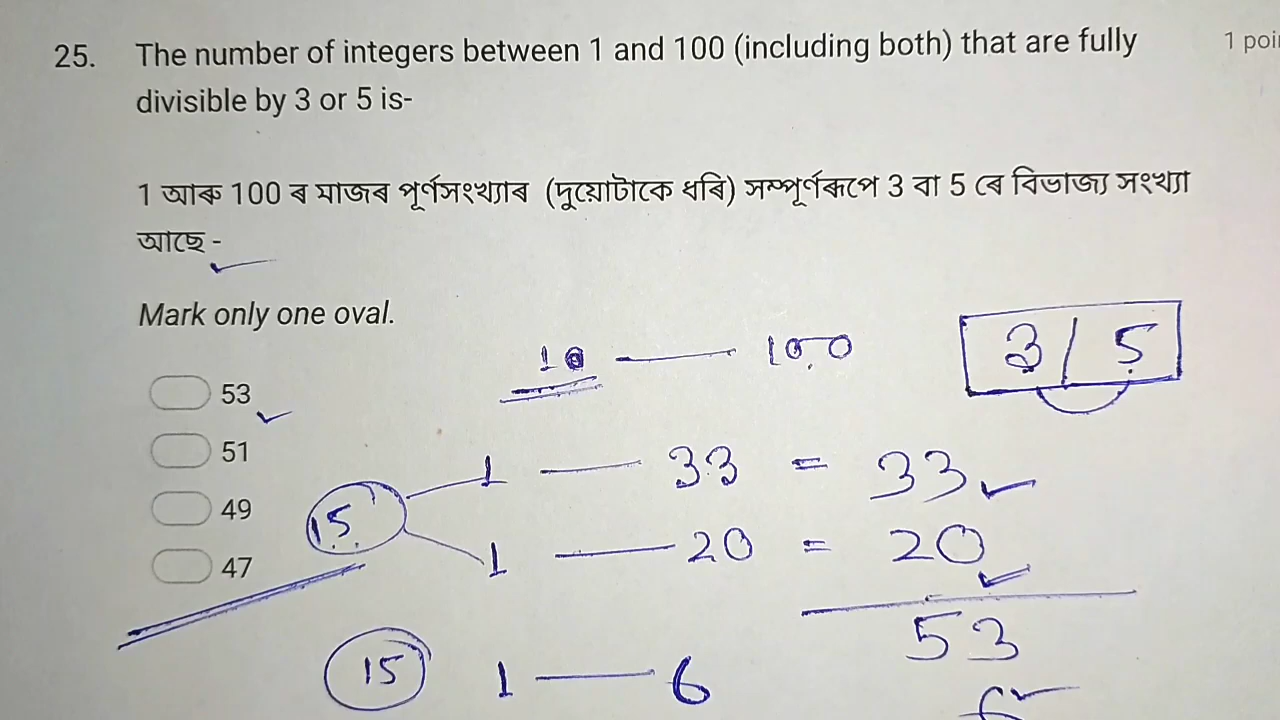 25. The number of integers between 1 and 100 (including both) that are fully 1 poi
divisible by 3 or 5 is-
1 আৰু 100 ৰ মাজৰ পূৰ্ণসংখ্যাৰ (দুয়োটাকে ধৰি) সম্পূৰ্ণৰূপে 3 বা 5 ৰে বিভাজ্য সংখ্যা
আছে -
Mark only one oval.
10 — 100
3 / 5
53
51
49
47
15
1 — 33 = 33
1 — 20 = 20
53
15 1 — 6
6